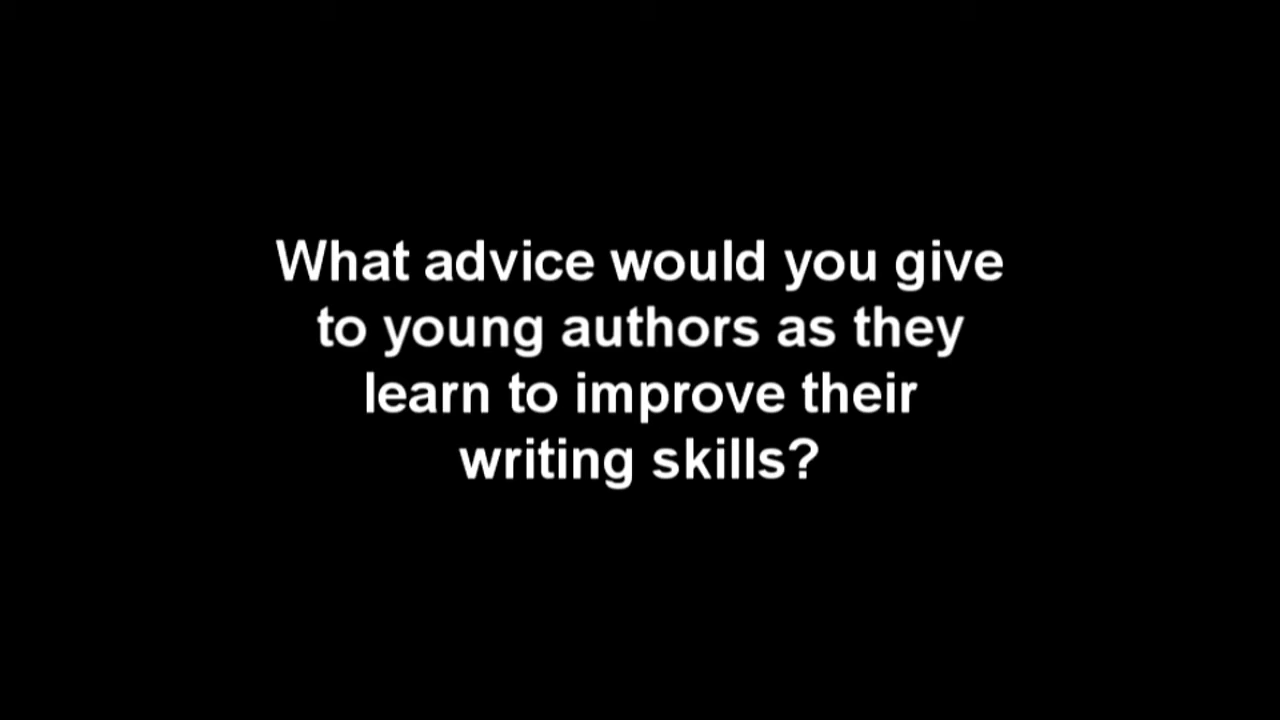 What advice would you give
to young authors as they
learn to improve their
writing skills?